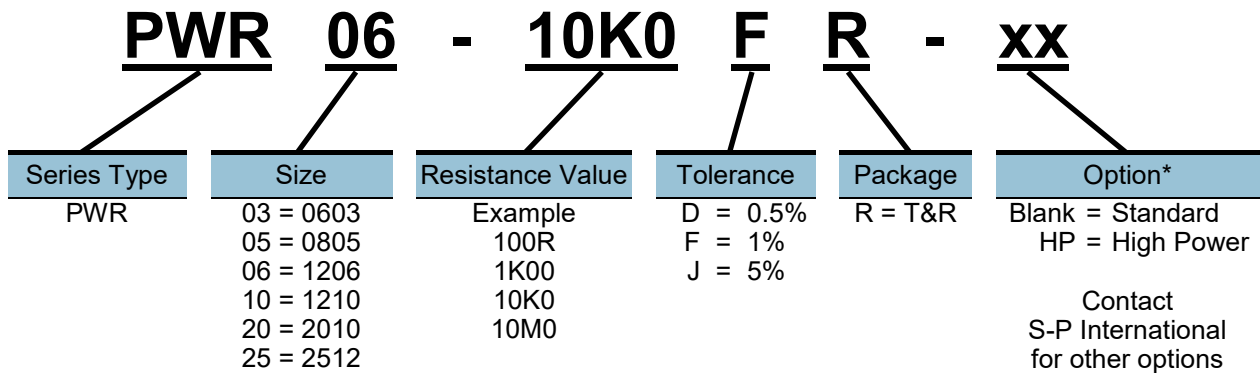 PWR 06 - 10K0 F R - xx
Series Type
PWR
Size
03 = 0603
05 = 0805
06 = 1206
10 = 1210
20 = 2010
25 = 2512
Resistance Value
Example
100R
1K00
10K0
10M0
Tolerance
D = 0.5%
F = 1%
J = 5%
Package
R = T&R
Option*
Blank = Standard
HP = High Power
Contact
S-P International
for other options